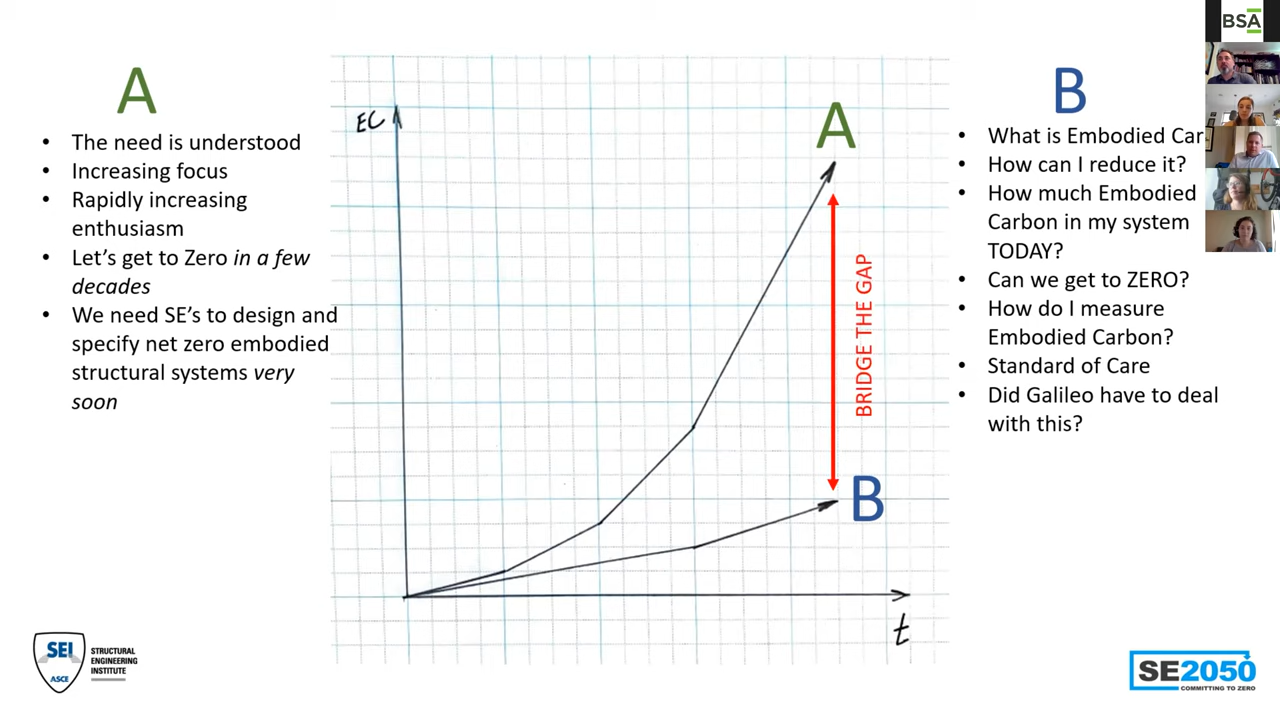 BSA
A
• The need is understood
• Increasing focus
• Rapidly increasing
enthusiasm
• Let's get to Zero in a few
decades
• We need SE's to design and
specify net zero embodied
structural systems very
soon
EC
A
BRIDGE THE GAP
B
t
B
• What is Embodied Car
• How can I reduce it?
• How much Embodied
Carbon in my system
TODAY?
• Can we get to ZERO?
• How do I measure
Embodied Carbon?
• Standard of Care
• Did Galileo have to deal
with this?
SEI
ASCE
STRUCTURAL
ENGINEERING
INSTITUTE
SE2050
COMMITTING TO ZERO